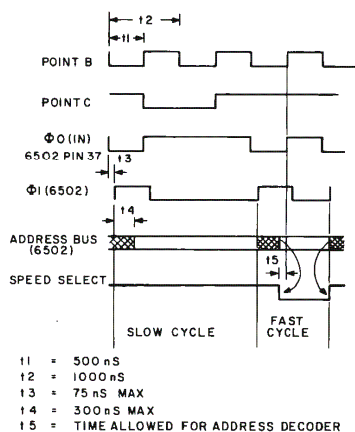 t2
t1
POINT B
POINT C
Φ0 (IN)
6502 PIN 37
t3
Φ1 (6502)
t4
ADDRESS BUS
(6502)
t5
SPEED SELECT
SLOW CYCLE
FAST
CYCLE
t1 = 500 nS
t2 = 1000 nS
t3 = 75 nS MAX
t4 = 300 nS MAX
t5 = TIME ALLOWED FOR ADDRESS DECODER